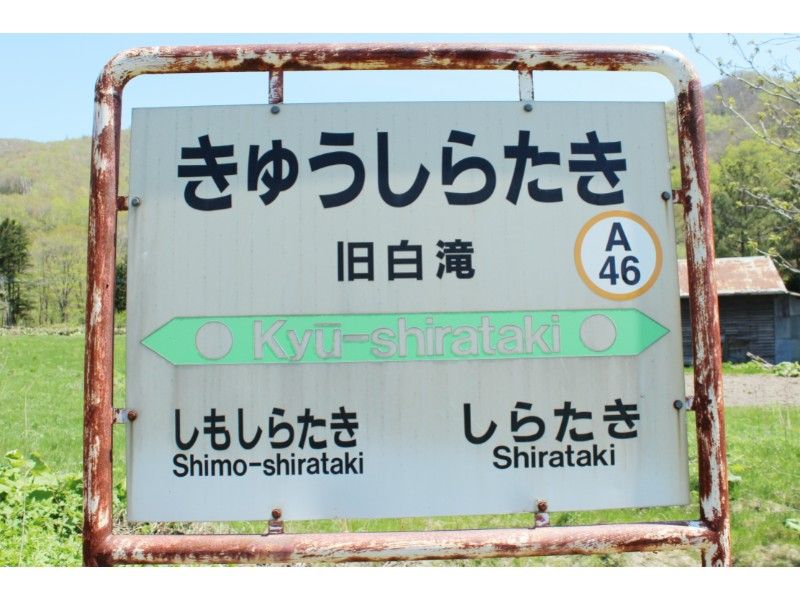 きゅうしらたき
旧白滝
A
46
Kyū-shirataki
しもしらたき
Shimo-shirataki
しらたき
Shirataki